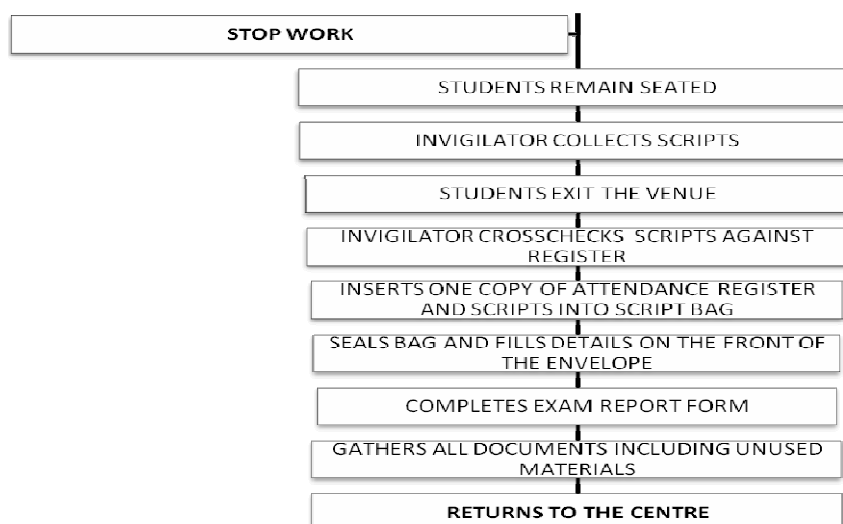 STOP WORK
STUDENTS REMAIN SEATED
INVIGILATOR COLLECTS SCRIPTS
STUDENTS EXIT THE VENUE
INVIGILATOR CROSSCHECKS SCRIPTS AGAINST
REGISTER
INSERTS ONE COPY OF ATTENDANCE REGISTER
AND SCRIPTS INTO SCRIPT BAG
SEALS BAG AND FILLS DETAILS ON THE FRONT OF
THE ENVELOPE
COMPLETES EXAM REPORT FORM
GATHERS ALL DOCUMENTS INCLUDING UNUSED
MATERIALS
RETURNS TO THE CENTRE